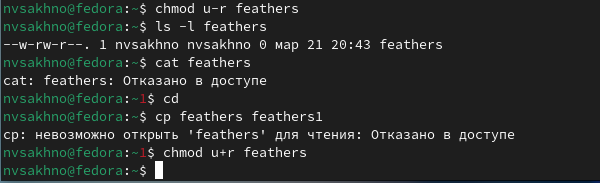 nvsakhno@fedora:~$ chmod u-r feathers
nvsakhno@fedora:~$ ls -l feathers
--w-rw-r--. 1 nvsakhno nvsakhno 0 мар 21 20:43 feathers
nvsakhno@fedora:~$ cat feathers
cat: feathers: Отказано в доступе
nvsakhno@fedora:~1$ cd
nvsakhno@fedora:~$ cp feathers feathers1
cp: невозможно открыть 'feathers' для чтения: Отказано в доступе
nvsakhno@fedora:~1$ chmod u+r feathers
nvsakhno@fedora:~$